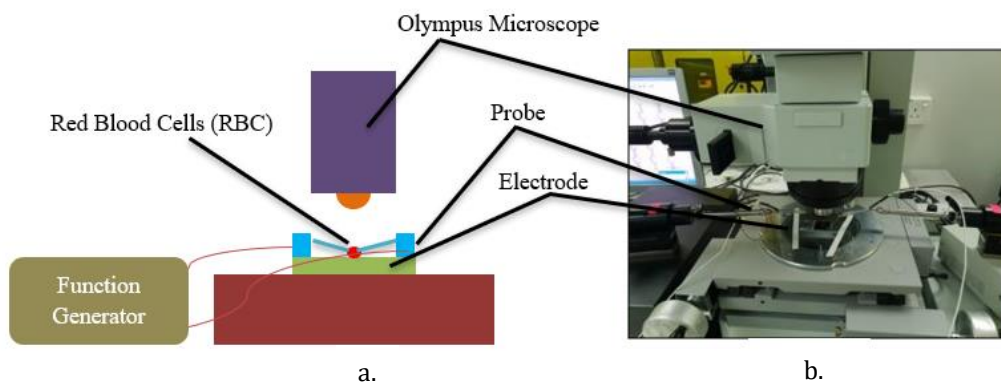 Olympus Microscope
Red Blood Cells (RBC)
Probe
Electrode
Function
Generator
a.
b.